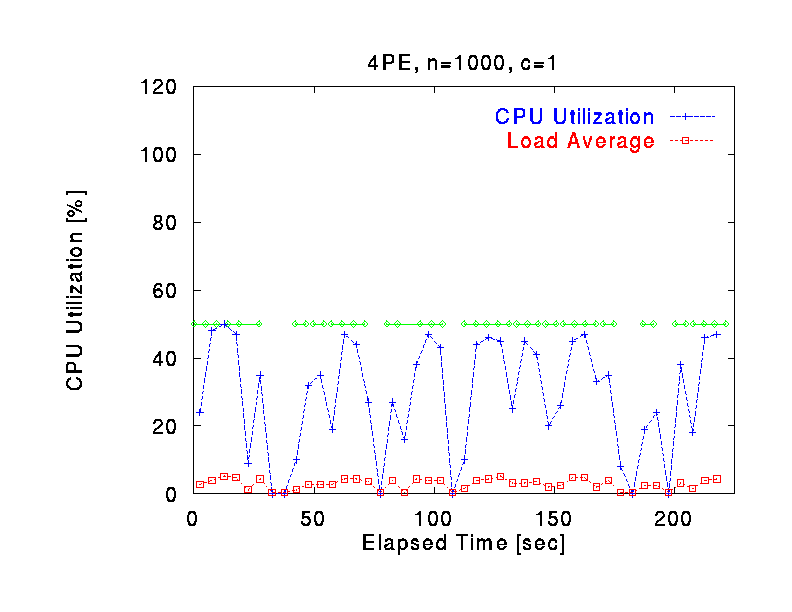 4PE, n=1000, c=1
120
100
80
60
40
20
0
CPU Utilization [%]
CPU Utilization
Load Average
0 50 100 150 200
Elapsed Time [sec]